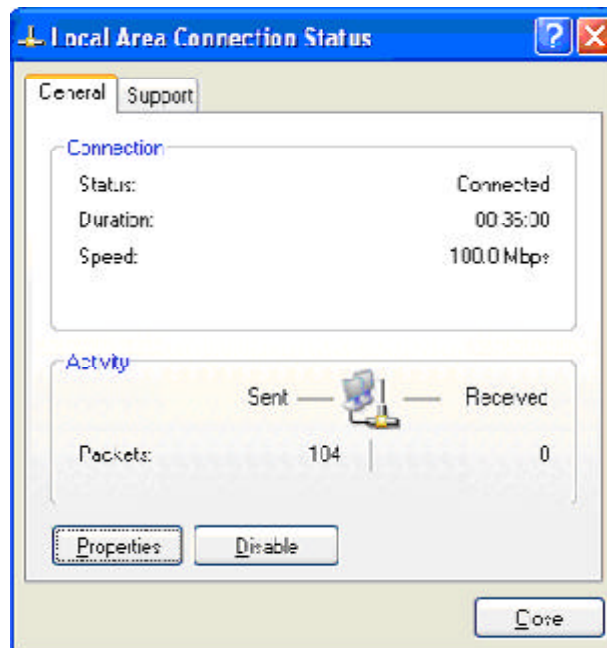 Local Area Connection Status
General
Support
Connection
Status: Connected
Duration: 00:36:00
Speed: 100.0 Mbps
Activity
Sent — — Received
Packets: 104 | 0
Properties
Disable
Close